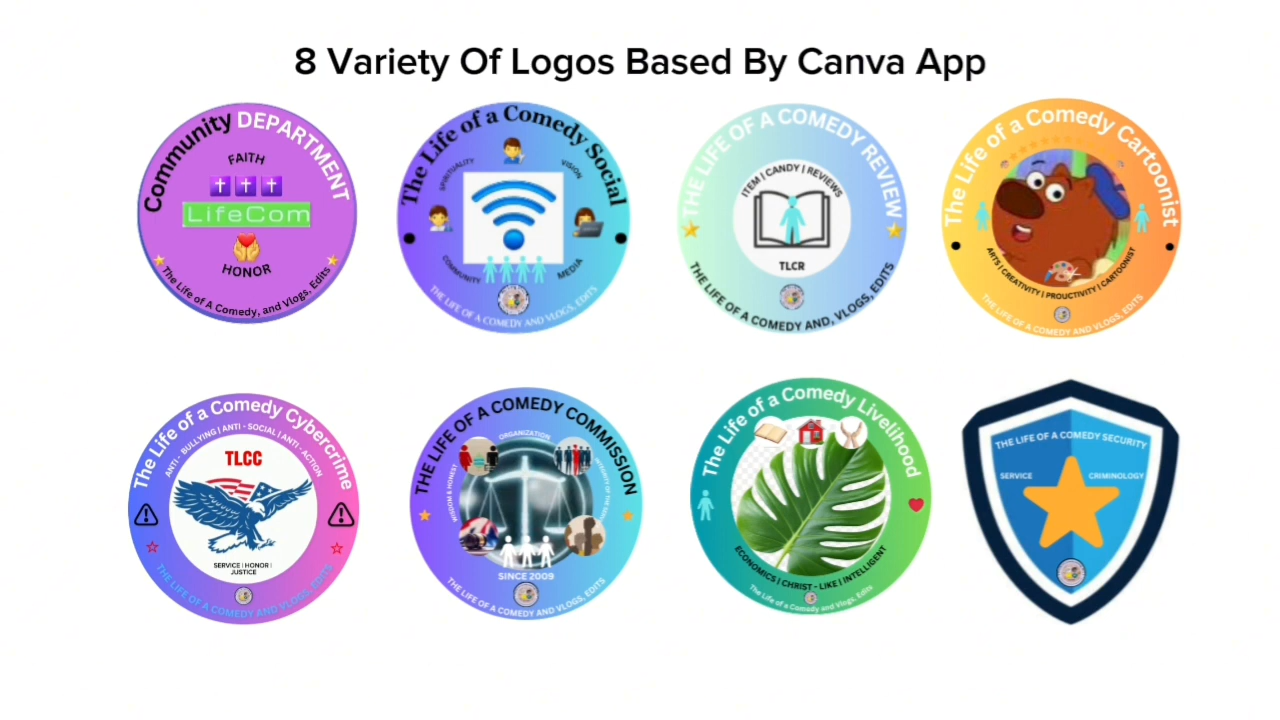 8 Variety Of Logos Based By Canva App
Community DEPARTMENT
FAITH
LifeCom
HONOR
The Life of A Comedy, and Vlogs, Edits
The Life of a Comedy Social
SPIRITUALITY
VISION
COMMUNITY
MEDIA
THE LIFE OF A COMEDY AND VLOGS, EDITS
THE LIFE OF A COMEDY REVIEW
ITEM | CANDY | REVIEWS
TLCR
THE LIFE OF A COMEDY AND, VLOGS, EDITS
The Life of a Comedy Cartoonist
ARTS | CREATIVITY | PROUCTIVITY | CARTOONIST
THE LIFE OF A COMEDY AND VLOGS, EDITS
The Life of a Comedy Cybercrime
ANTI - BULLYING | ANTI - SOCIAL | ANTI - ACTION
TLCC
SERVICE | HONOR |
JUSTICE
THE LIFE OF A COMEDY AND VLOGS, EDITS
THE LIFE OF A COMEDY COMMISSION
ORGANIZATION
WISDOM & HONEST
SINCE 2009
THE LIFE OF A COMEDY AND VLOGS, EDITS
The Life of a Comedy Livelihood
ECONOMICS | CHRIST - LIKE | INTELLIGENT
The Life of a Comedy and Vlogs, Edits
THE LIFE OF A COMEDY SECURITY
SERVICE
CRIMINOLOGY